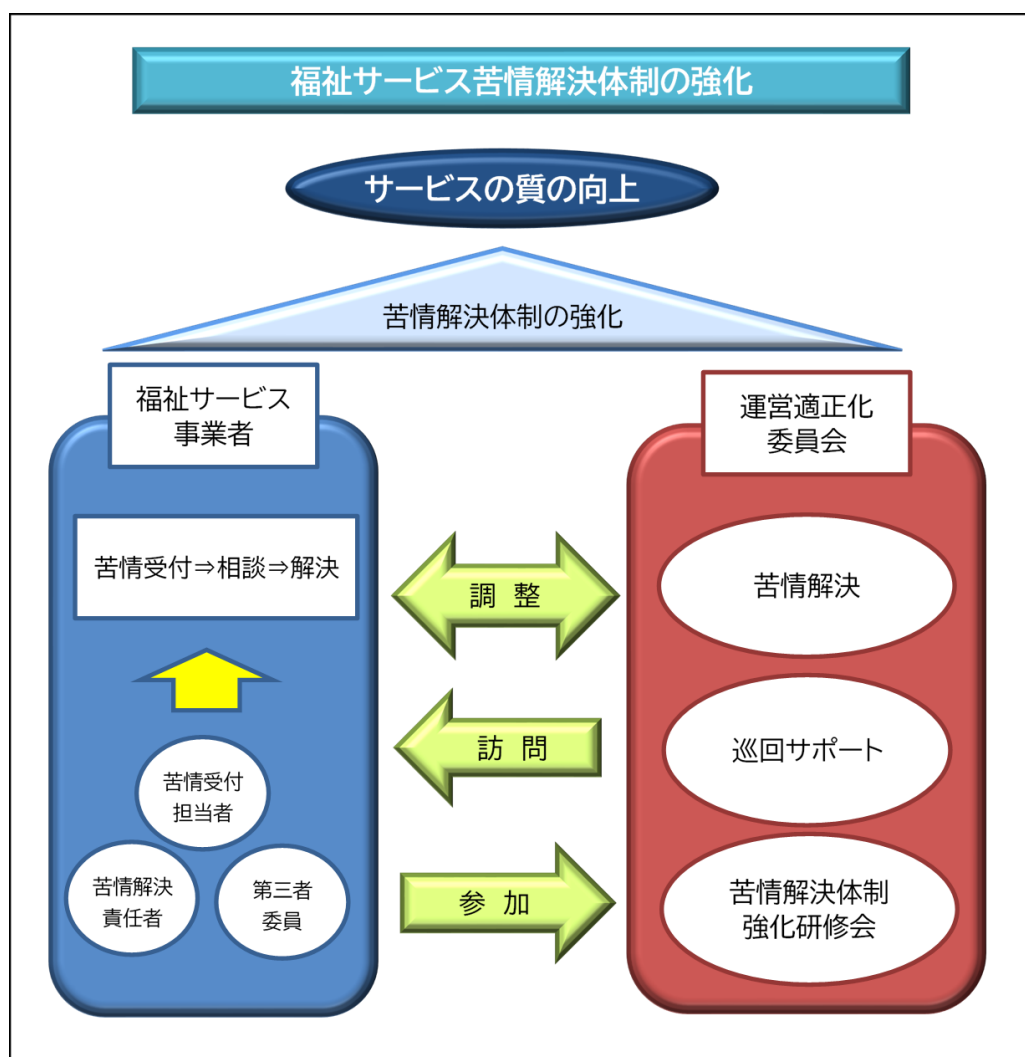 福祉サービス苦情解決体制の強化
サービスの質の向上
苦情解決体制の強化
福祉サービス
事業者
苦情受付⇒相談⇒解決
苦情受付
担当者
苦情解決
責任者
第三者
委員
調 整
訪 問
参 加
運営適正化
委員会
苦情解決
巡回サポート
苦情解決体制
強化研修会